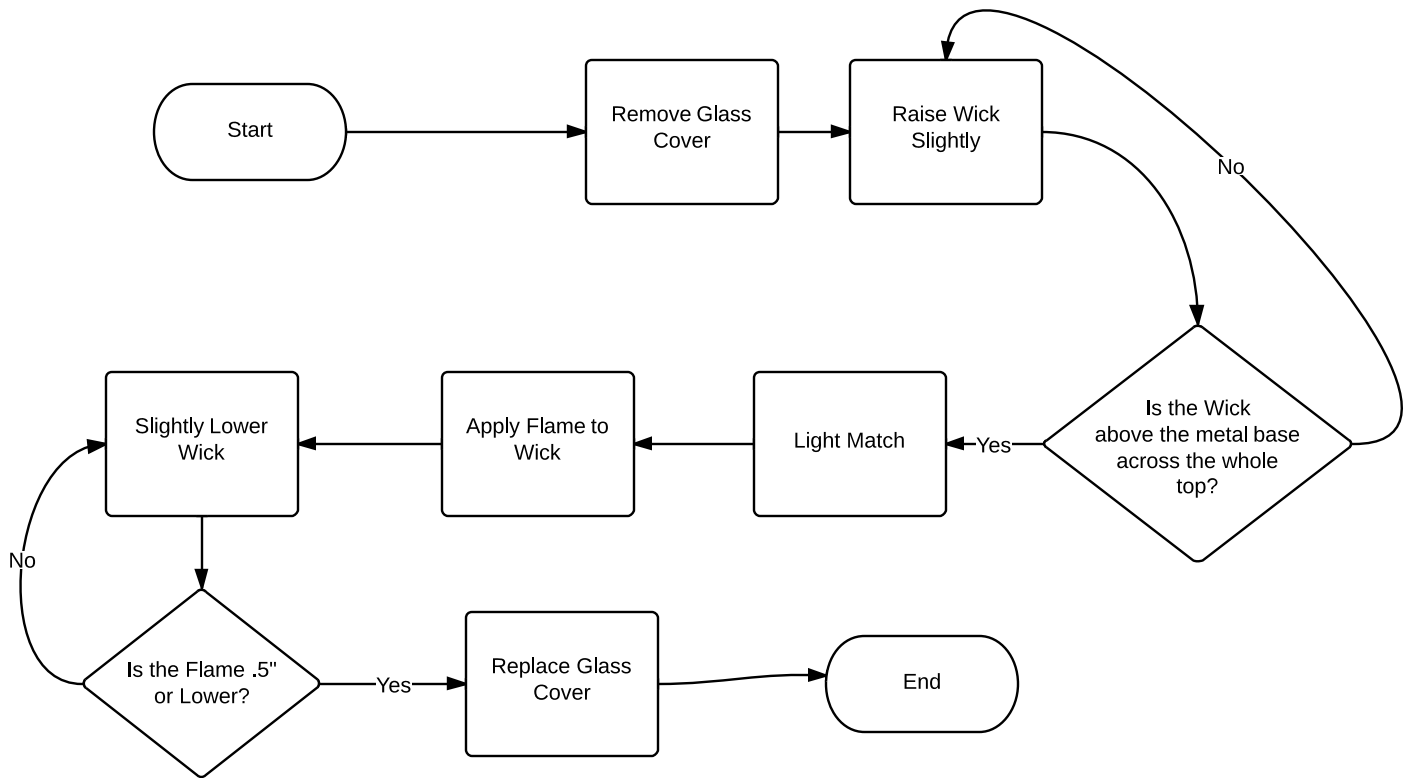 Start
Remove Glass
Cover
Raise Wick
Slightly
No
Is the Wick
above the metal base
across the whole
top?
Yes
Light Match
Apply Flame to
Wick
Slightly Lower
Wick
No
Is the Flame .5"
or Lower?
Yes
Replace Glass
Cover
End